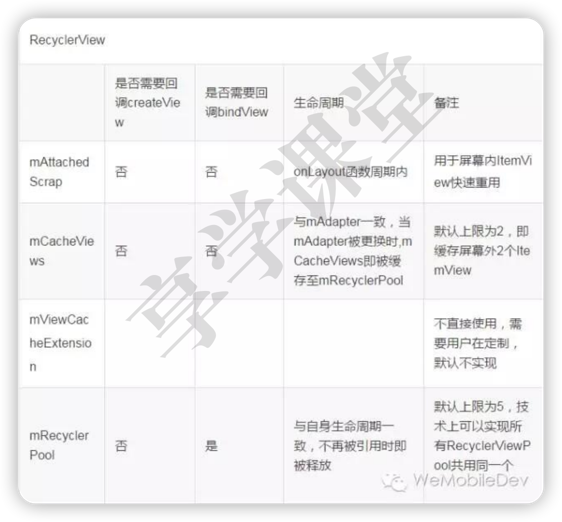 RecyclerView
是否需要回
调createVie
w
是否需要回
调bindView
生命周期
备注
mAttached
Scrap
否
否
onLayout函数周期内
用于屏幕内ItemVi
ew快速重用
mCacheVie
ws
否
否
与mAdapter一致，当
mAdapter被更换时,m
CacheViews即被缓
存至mRecyclerPool
默认上限为2，即
缓存屏幕外2个Ite
mView
mViewCac
heExtensio
n
不直接使用，需
要用户在定制，
默认不实现
mRecycler
Pool
否
是
与自身生命周期一
致，不再被引用时即
被释放
默认上限为5，技术
上可以实现所
有RecyclerViewP
ool共用同一个
享学课堂
WeMobileDev